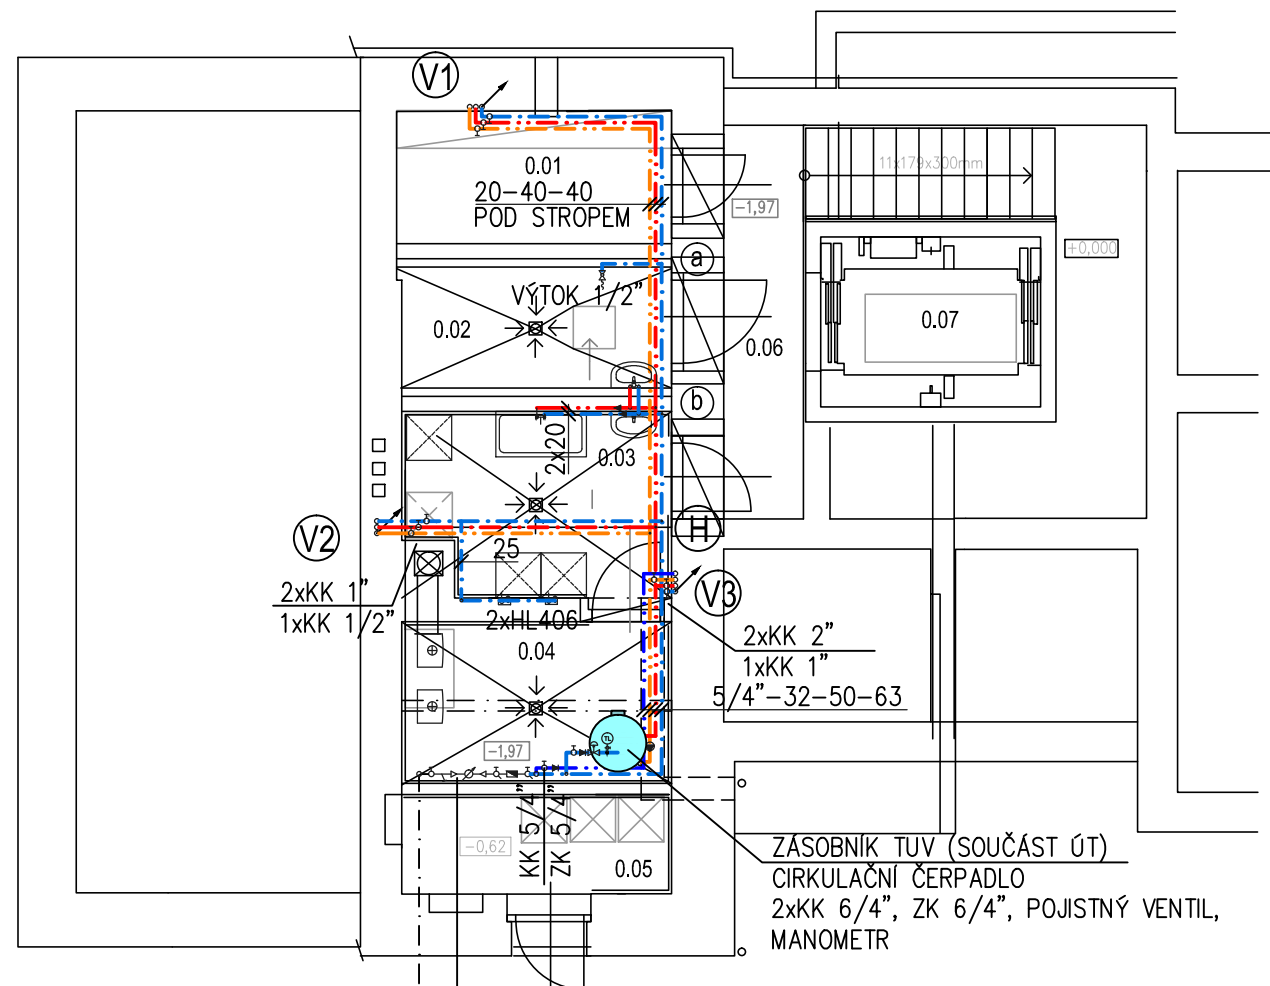 V1
0.01
20-40-40
POD STROPEM
11x179x300mm
-1,97
+0,000
a
VÝTOK 1/2"
0.02
0.06
0.07
b
2x20
0.03
V2
H
25
2xKK 1"
1xKK 1/2"
V3
2xHL406
0.04
2xKK 2"
1xKK 1"
5/4"-32-50-63
TL
-1,97
KK 5/4"
ZK 5/4"
-0,62
0.05
ZÁSOBNÍK TUV (SOUČÁST ÚT)
CIRKULAČNÍ ČERPADLO
2xKK 6/4", ZK 6/4", POJISTNÝ VENTIL,
MANOMETR